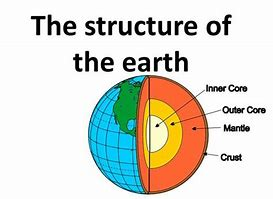 The structure of
the earth
Inner Core
Outer Core
Mantle
Crust